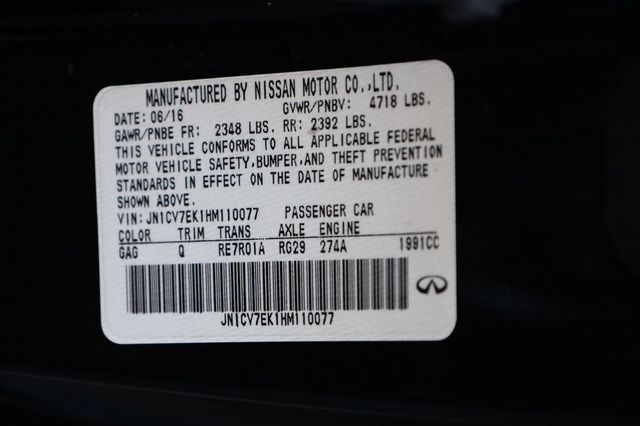 MANUFACTURED BY NISSAN MOTOR CO.,LTD.
DATE: 06/16 GVWR/PNBV: 4718 LBS.
GAWR/PNBE FR: 2348 LBS. RR: 2392 LBS.
THIS VEHICLE CONFORMS TO ALL APPLICABLE FEDERAL
MOTOR VEHICLE SAFETY,BUMPER,AND THEFT PREVENTION
STANDARDS IN EFFECT ON THE DATE OF MANUFACTURE
SHOWN ABOVE.
VIN: JN1CV7EK1HM110077 PASSENGER CAR
COLOR TRIM TRANS AXLE ENGINE
GAG Q RE7R01A RG29 274A 1991CC
JN1CV7EK1HM110077